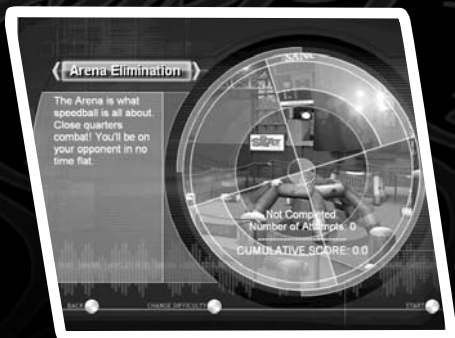 Arena Elimination
The Arena is what
speedball is all about.
Close quarters
combat! You'll be on
your opponent in no
time flat.
Not Completed.
Number of Attempts: 0
CUMULATIVE SCORE: 0.0
BACK
CHANGE DIFFICULTY
START